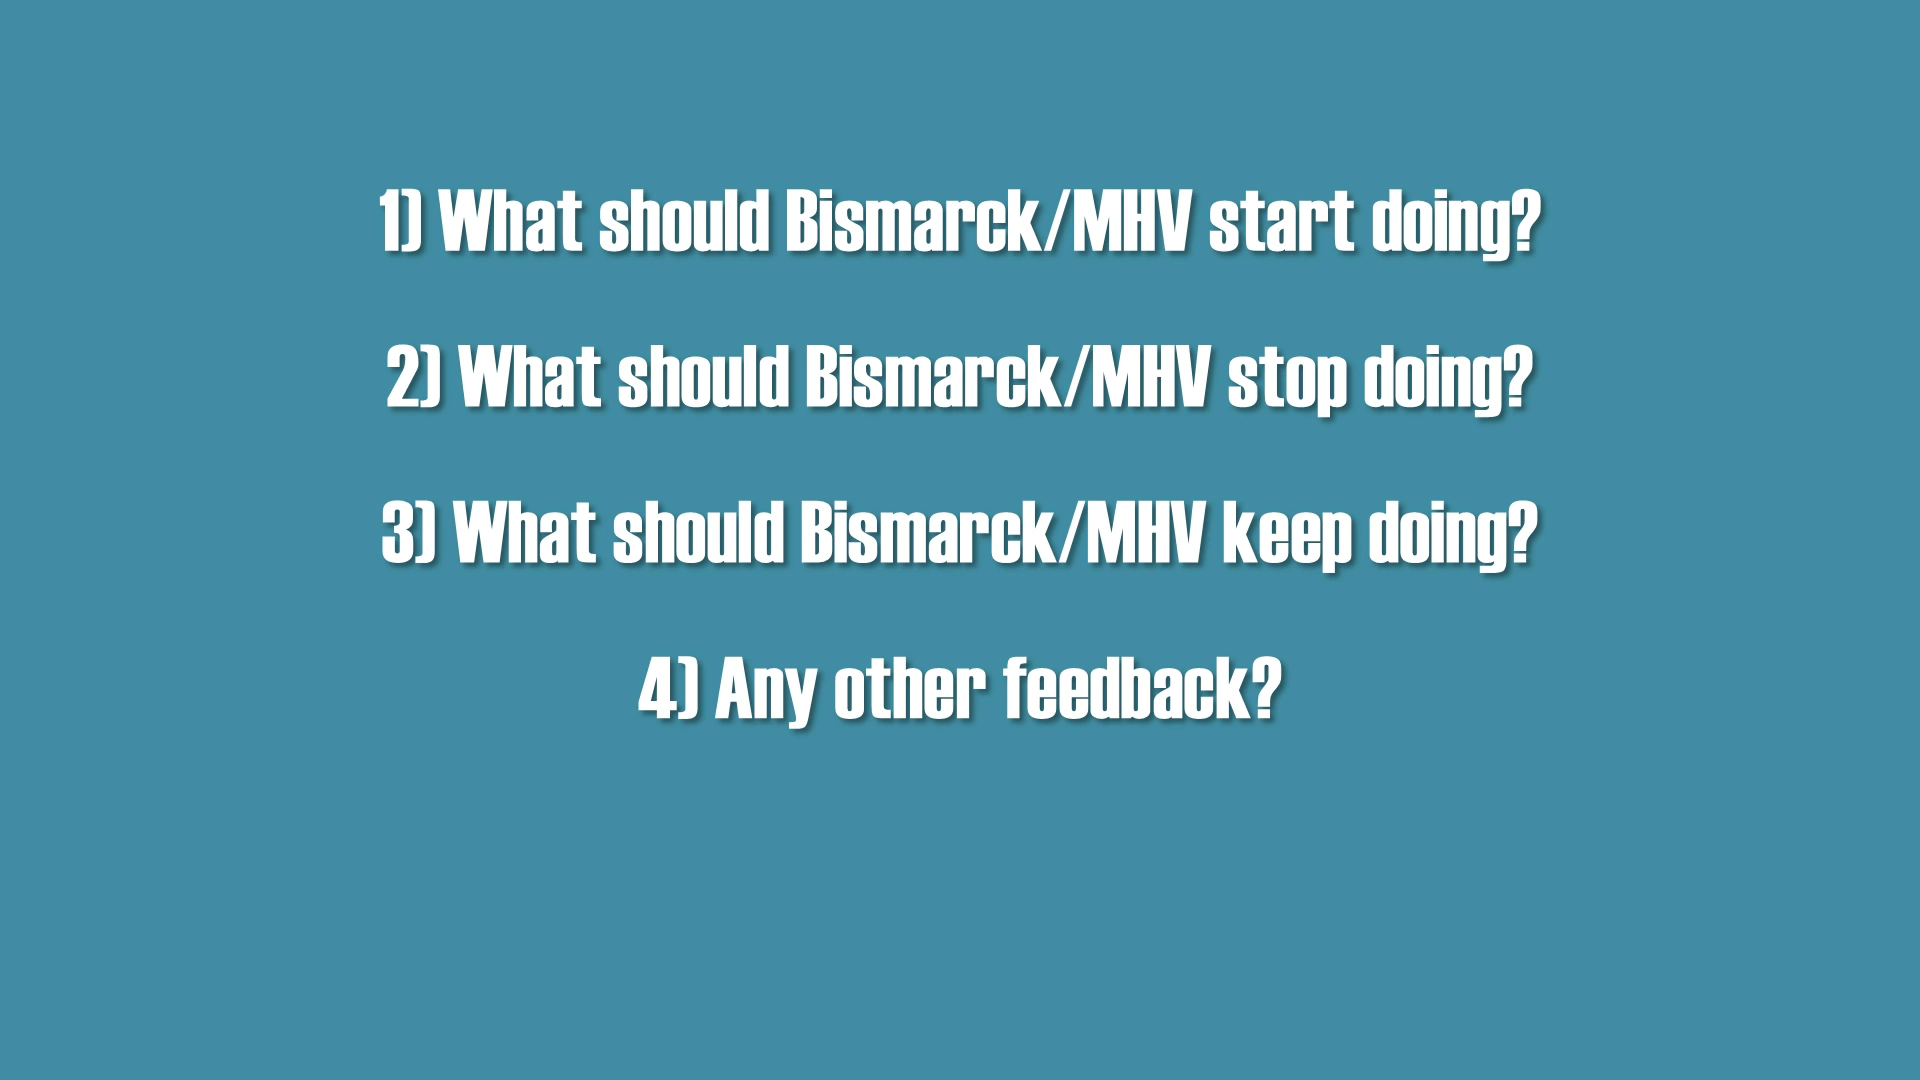 1) What should Bismarck/MHV start doing?
2) What should Bismarck/MHV stop doing?
3) What should Bismarck/MHV keep doing?
4) Any other feedback?